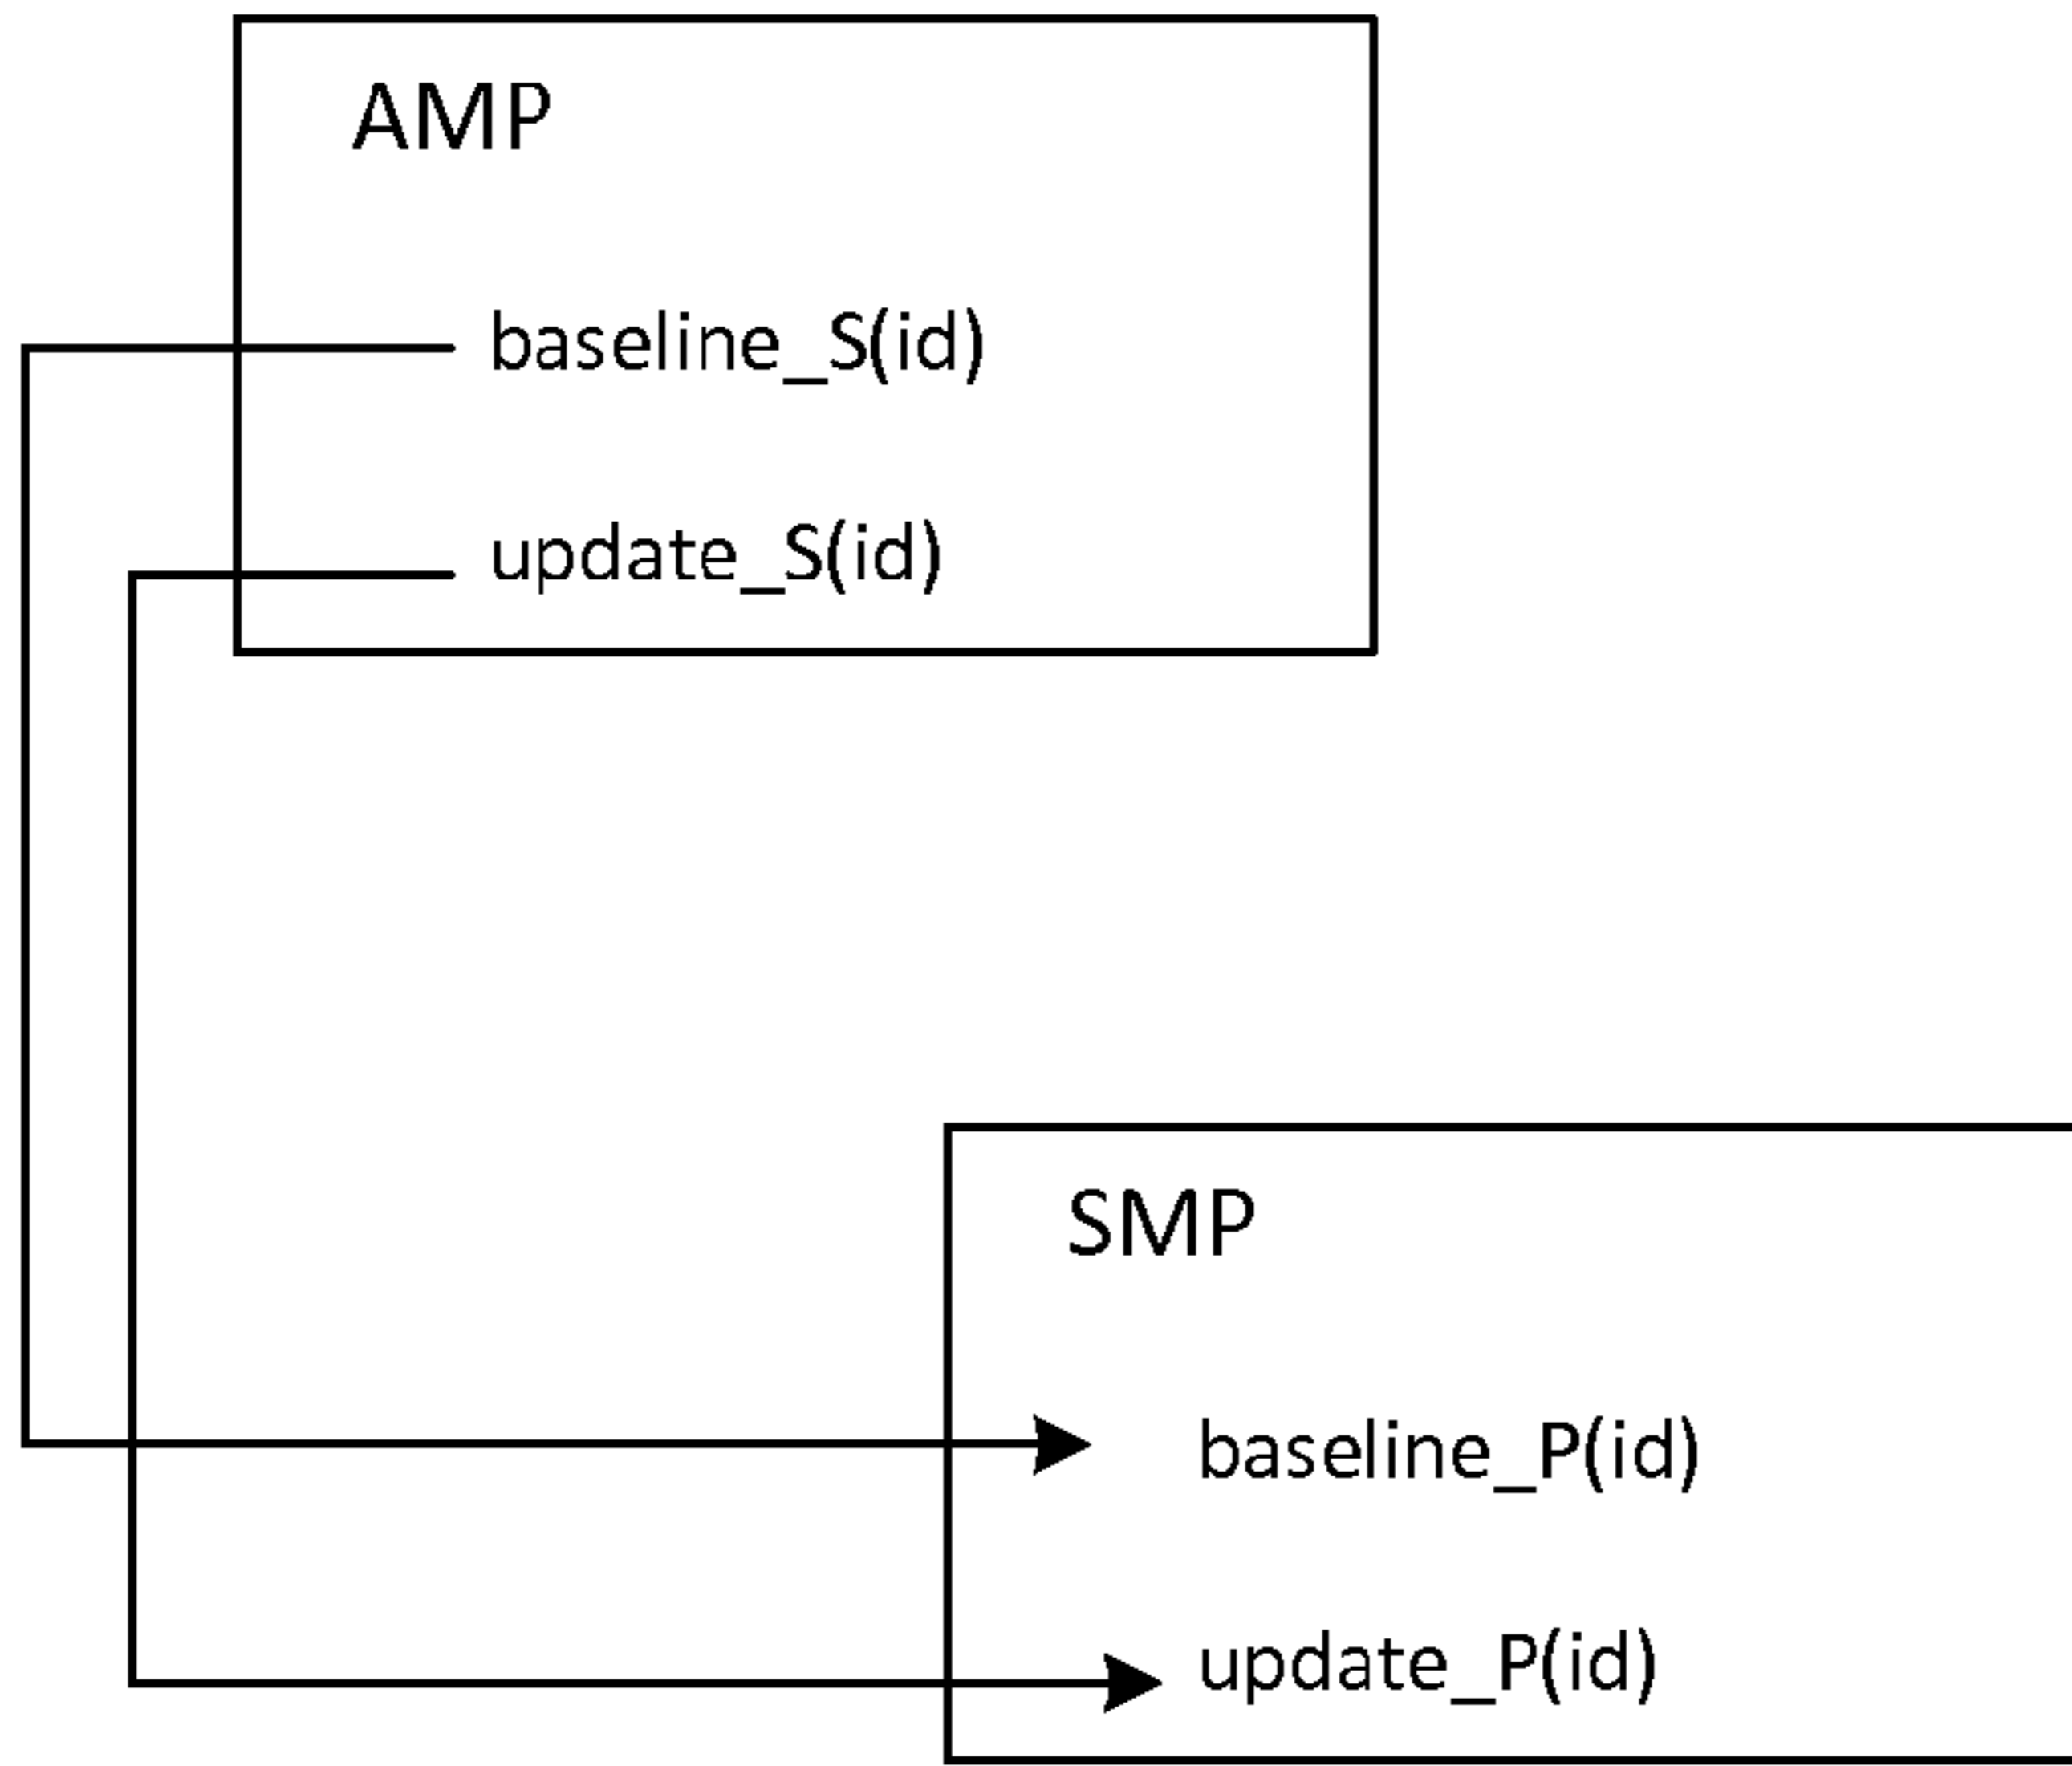 AMP
baseline_S(id)
update_S(id)
SMP
baseline_P(id)
update_P(id)